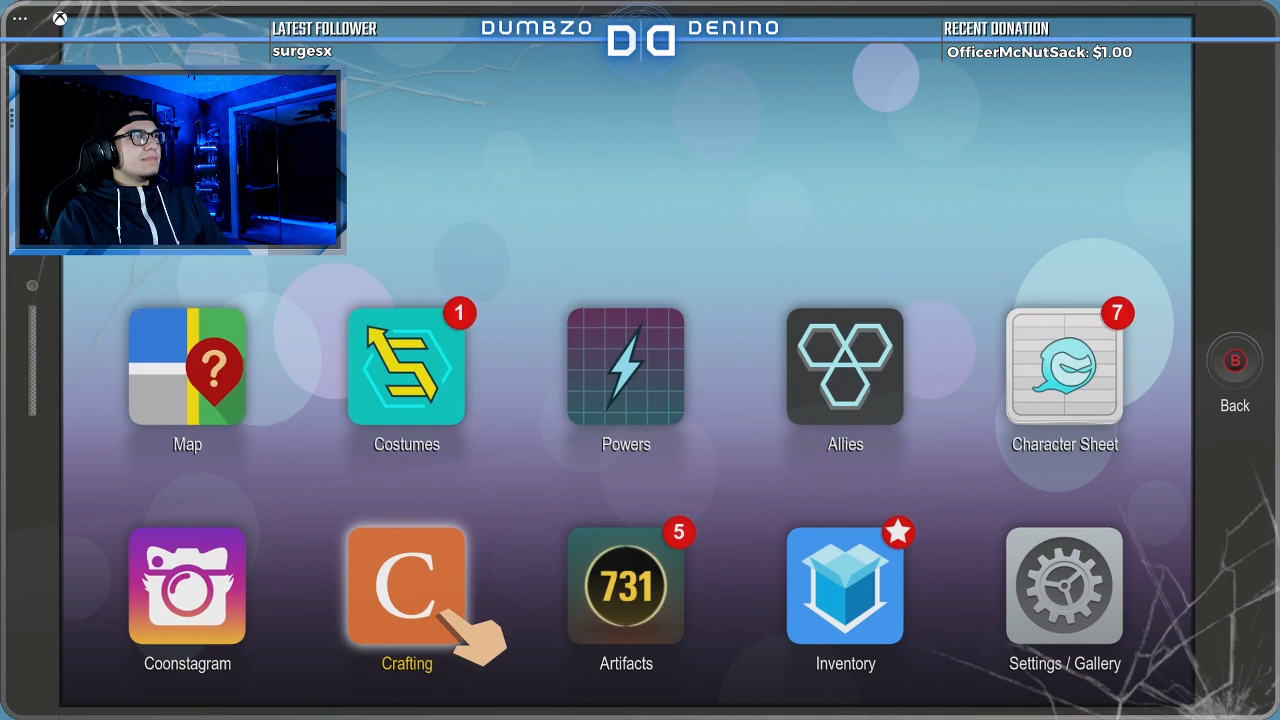 LATEST FOLLOWER
surgesx
DUMBZO DD DENINO
RECENT DONATION
OfficerMcNutSack: $1.00
Map
1
Costumes
Powers
Allies
7
Character Sheet
B
Back
Coonstagram
C
Crafting
5
731
Artifacts
Inventory
Settings / Gallery